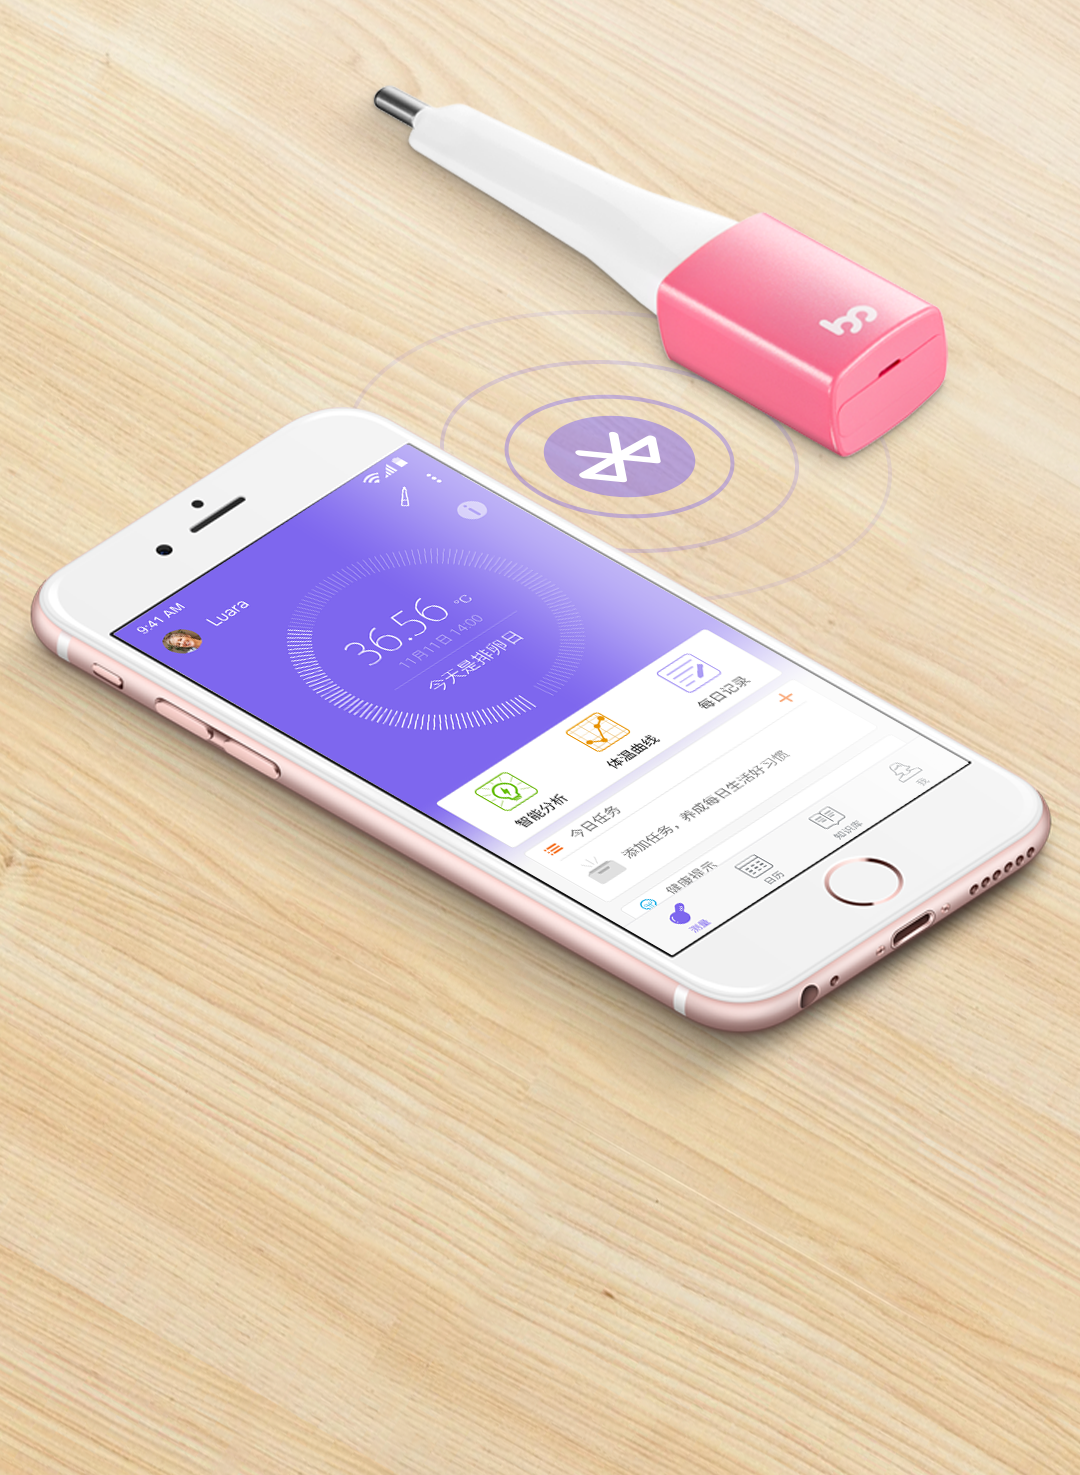 9:41 AM
Luara
36.56 °C
11月11日 14:00
今天是排卵日
智能分析
体温曲线
每日记录
今日任务
添加任务，养成每日生活好习惯
健康提示
测量
日历
知识库
我